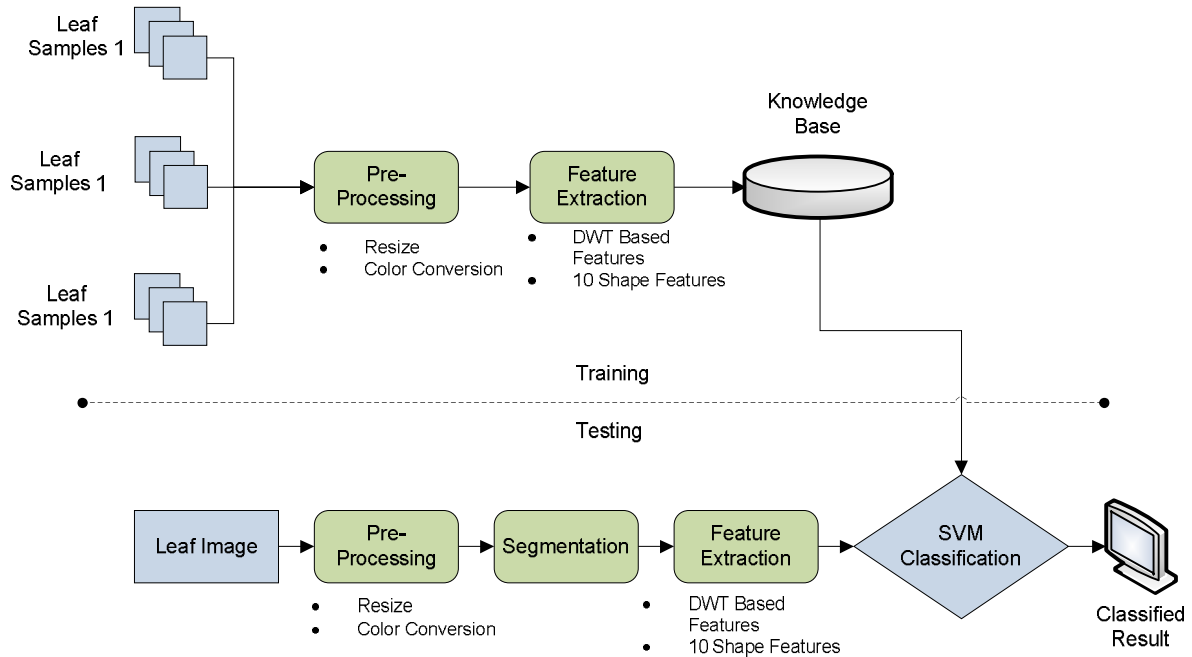 Leaf
Samples 1
Leaf
Samples 1
Leaf
Samples 1
Pre-
Processing
• Resize
• Color Conversion
Feature
Extraction
• DWT Based
Features
• 10 Shape Features
Knowledge
Base
Training
Testing
Leaf Image
Pre-
Processing
• Resize
• Color Conversion
Segmentation
Feature
Extraction
• DWT Based
Features
• 10 Shape Features
SVM
Classification
Classified
Result